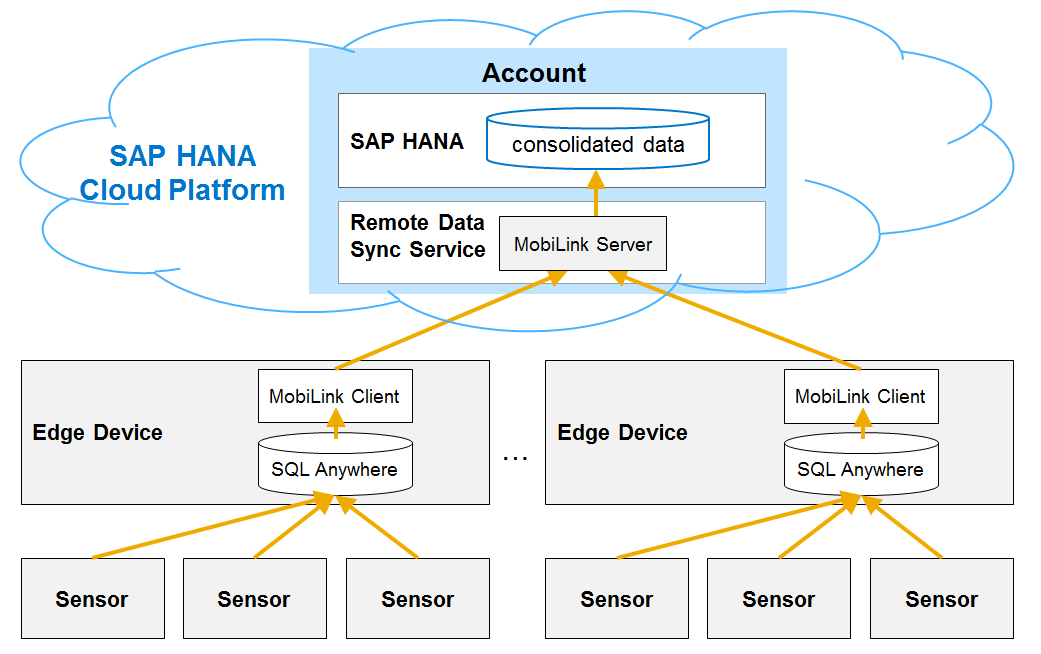 Account
SAP HANA
consolidated data
SAP HANA
Cloud Platform
Remote Data
Sync Service
MobiLink Server
MobiLink Client
Edge Device
SQL Anywhere
...
MobiLink Client
Edge Device
SQL Anywhere
Sensor
Sensor
Sensor
Sensor
Sensor
Sensor